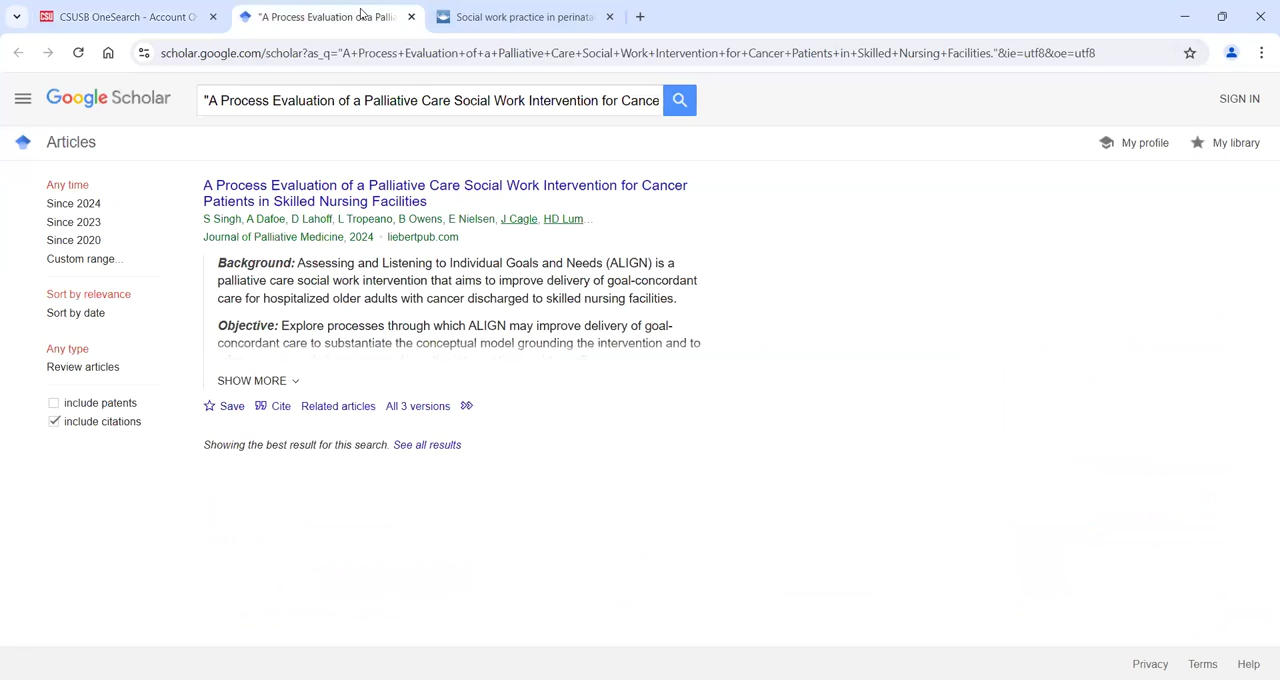 CSU CSUSB OneSearch - Account O
"A Process Evaluation of a Pallia
Social work practice in perinata
scholar.google.com/scholar?as_q="A+Process+Evaluation+of+a+Palliative+Care+Social+Work+Intervention+for+Cancer+Patients+in+Skilled+Nursing+Facilities."&ie=utf8&oe=utf8
Google Scholar
"A Process Evaluation of a Palliative Care Social Work Intervention for Cance
SIGN IN
Articles
My profile
My library
Any time
Since 2024
Since 2023
Since 2020
Custom range...
Sort by relevance
Sort by date
Any type
Review articles
include patents
include citations
A Process Evaluation of a Palliative Care Social Work Intervention for Cancer
Patients in Skilled Nursing Facilities
S Singh, A Dafoe, D Lahoff, L Tropeano, B Owens, E Nielsen, J Cagle, HD Lum…
Journal of Palliative Medicine, 2024 • liebertpub.com
Background: Assessing and Listening to Individual Goals and Needs (ALIGN) is a
palliative care social work intervention that aims to improve delivery of goal-concordant
care for hospitalized older adults with cancer discharged to skilled nursing facilities.
Objective: Explore processes through which ALIGN may improve delivery of goal-
concordant care to substantiate the conceptual model grounding the intervention and to
SHOW MORE
Save Cite Related articles All 3 versions
Showing the best result for this search. See all results
Privacy Terms Help